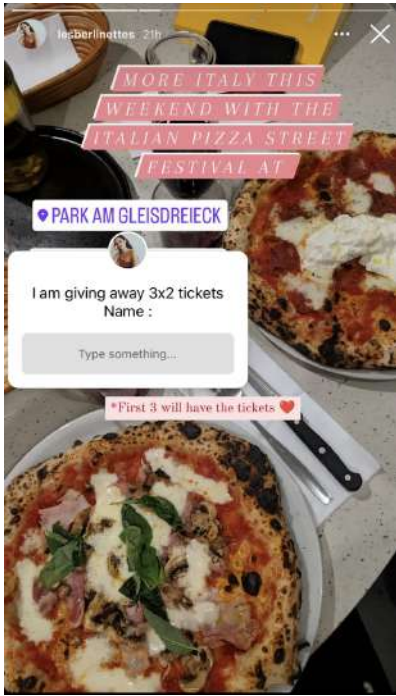 lesberlinottes 21h
MORE ITALY THIS
WEEKEND WITH THE
ITALIAN PIZZA STREET
FESTIVAL AT
PARK AM GLEISDREIECK
I am giving away 3x2 tickets
Name :
Type something...
*First 3 will have the tickets ❤️